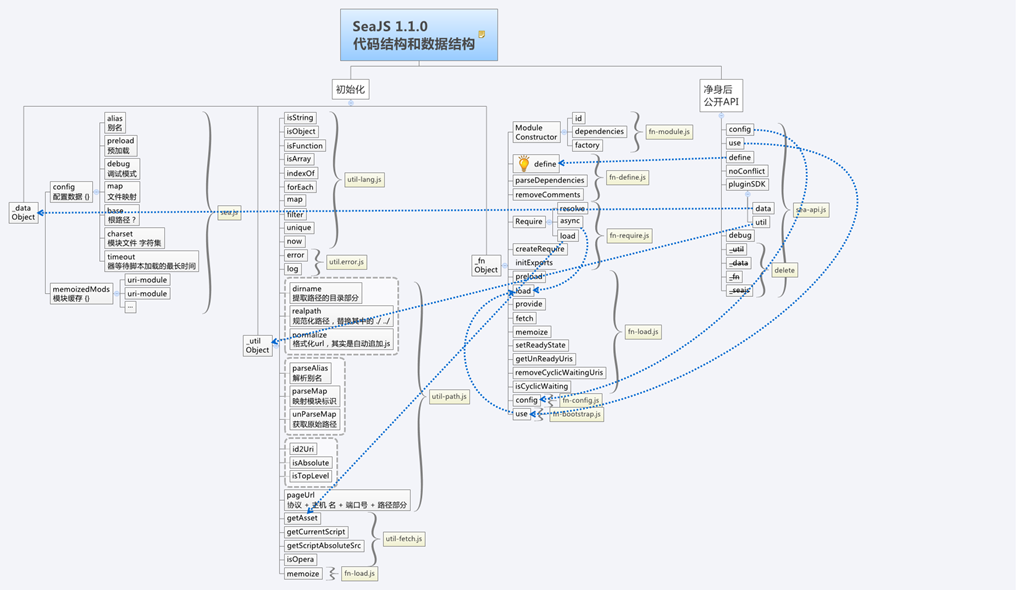 SeaJS 1.1.0
代码结构和数据结构
初始化
净身后
公开API
_data
Object
config
配置数据 {}
alias
别名
preload
预加载
debug
调试模式
map
文件映射
base
根路径？
charset
模块文件 字符集
timeout
器等待脚本加载的最长时间
memoizedMods
模块缓存 {}
uri-module
uri-module
...
sea.js
_util
Object
isString
isObject
isFunction
isArray
indexOf
forEach
map
filter
unique
now
util-lang.js
error
log
util.error.js
dirname
提取路径的目录部分
realpath
规范化路径，替换其中的 ./ ../
normalize
格式化url，其实是自动追加.js
parseAlias
解析别名
parseMap
映射模块标识
unParseMap
获取原始路径
id2Uri
isAbsolute
isTopLevel
pageUrl
协议 + 主机 名 + 端口号 + 路径部分
util-path.js
getAsset
getCurrentScript
getScriptAbsoluteSrc
isOpera
util-fetch.js
memoize
fn-load.js
_fn
Object
Module
Constructor
id
dependencies
factory
fn-module.js
define
parseDependencies
removeComments
fn-define.js
Require
resolve
async
load
createRequire
initExports
fn-require.js
preload
load
provide
fetch
memoize
setReadyState
getUnReadyUris
removeCyclicWaitingUris
isCyclicWaiting
fn-load.js
config
fn-config.js
use
fn-bootstrap.js
config
use
define
noConflict
pluginSDK
data
util
debug
_util
_data
_fn
_seajs
delete
sea-api.js